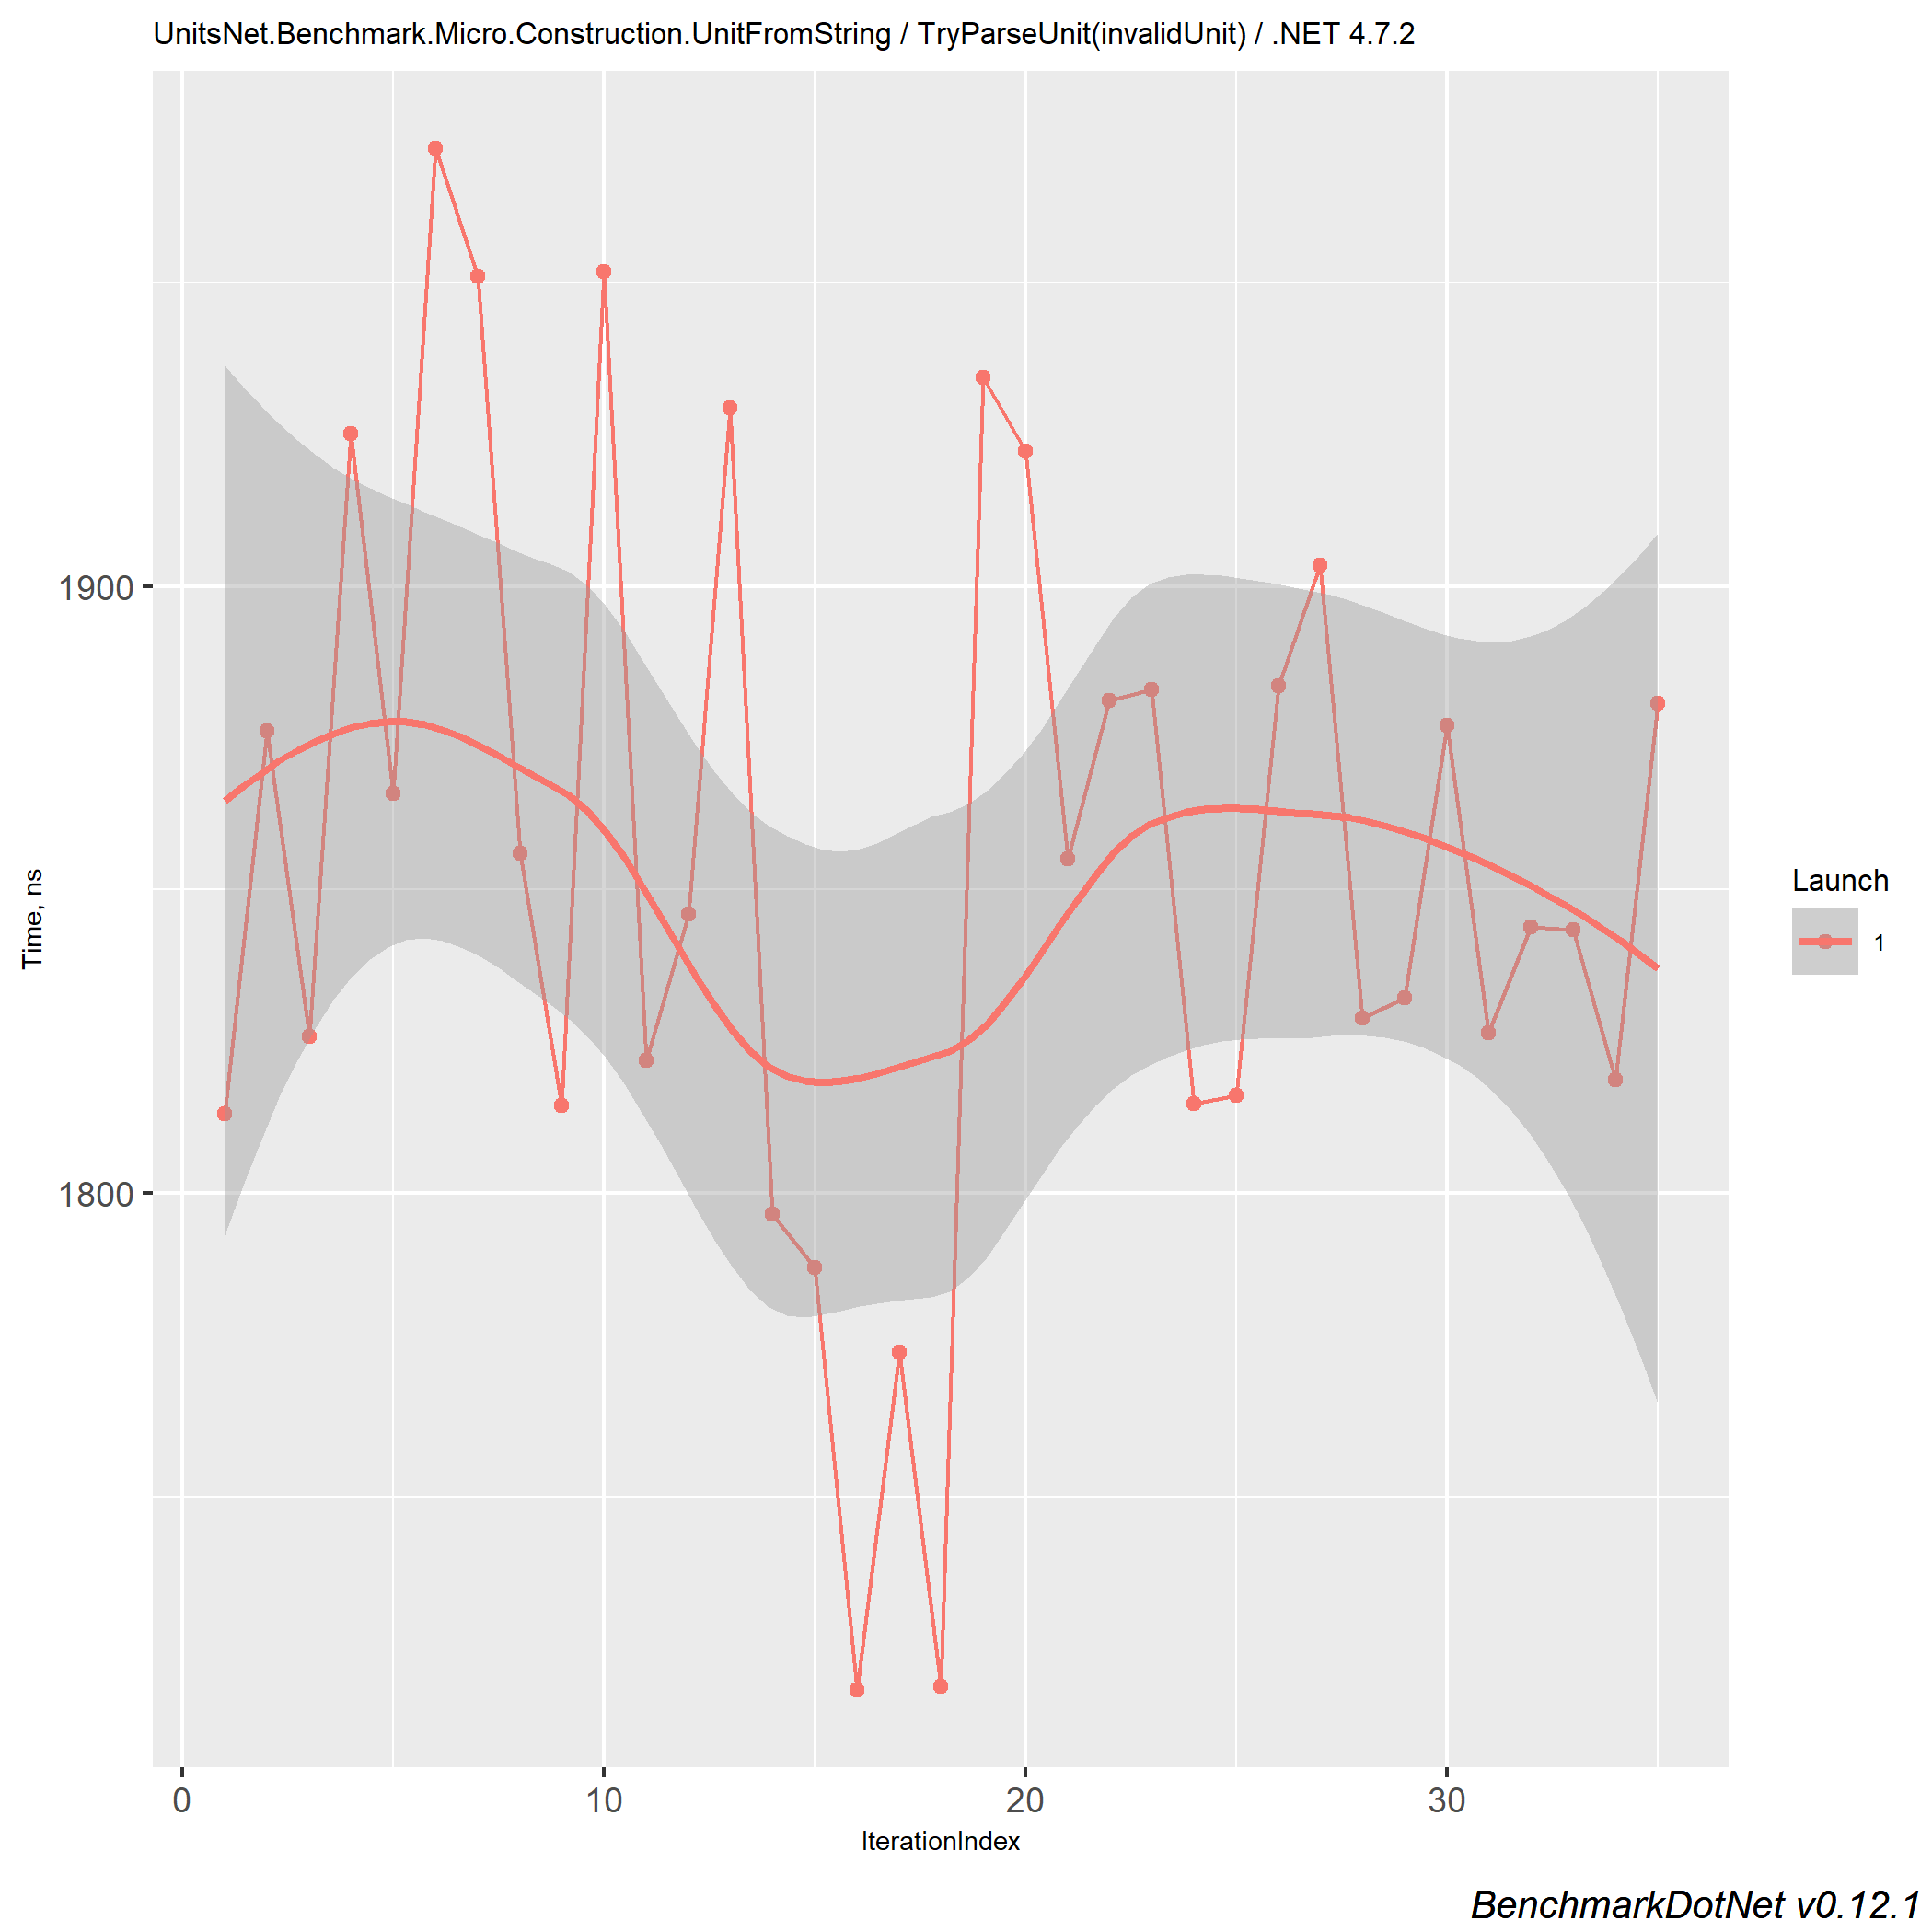 UnitsNet.Benchmark.Micro.Construction.UnitFromString / TryParseUnit(invalidUnit) / .NET 4.7.2
1900
1800
Time, ns
0 10 20 30
IterationIndex
Launch
1
BenchmarkDotNet v0.12.1